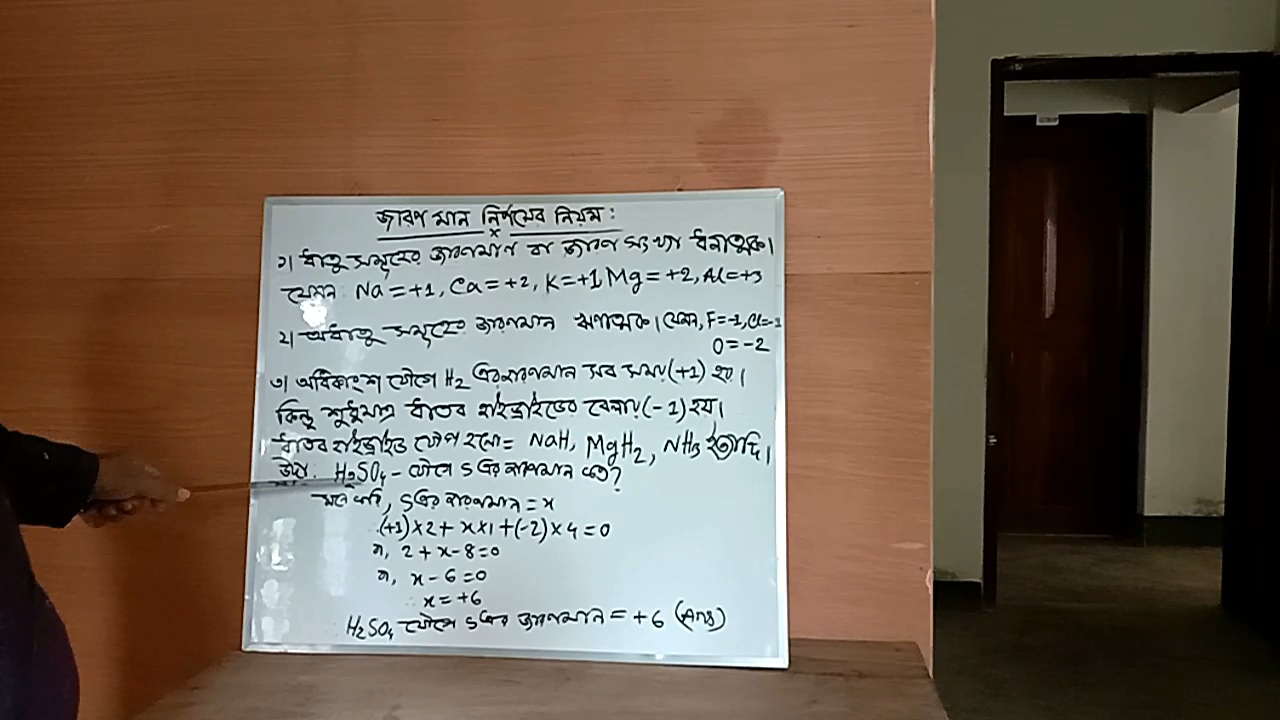 জারণ মান নির্ণয়ের নিয়ম:
১। ধাতু সমূহের জারণমান বা জারণ সংখ্যা ধনাত্মক।
যেমন: Na=+1, Ca=+2, K=+1, Mg=+2, Al=+3
২। অধাতু সমূহের জারণমান ঋণাত্মক। যেমন, F=-1, Cl=-1
O=-2
৩। অধিকাংশ যৌগে H₂ এর জারণমান সব সময় (+1) হয়।
কিন্তু শুধুমাত্র ধাতব হাইড্রাইডের বেলায় (-1) হয়।
ধাতব হাইড্রাইড যৌগ হলো= NaH, MgH₂, NH₃ ইত্যাদি।
H₂SO₄ - যৌগে S এর জারণমান কত?
মনে করি, S এর জারণমান = x
(+1)×2+x×1+(-2)×4=0
বা, 2+x-8=0
বা, x-6=0
x=+6
H₂SO₄ যৌগে S এর জারণমান = +6 (Ans)